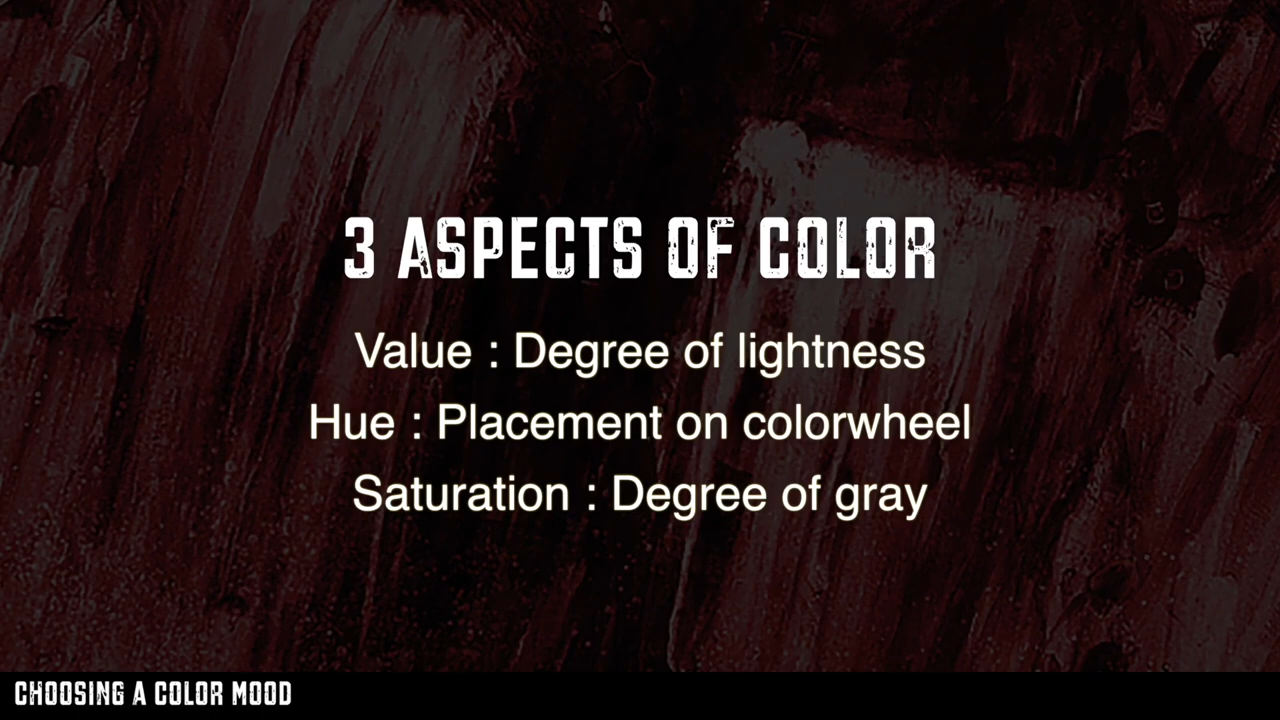 3 ASPECTS OF COLOR
Value : Degree of lightness
Hue : Placement on colorwheel
Saturation : Degree of gray
CHOOSING A COLOR MOOD